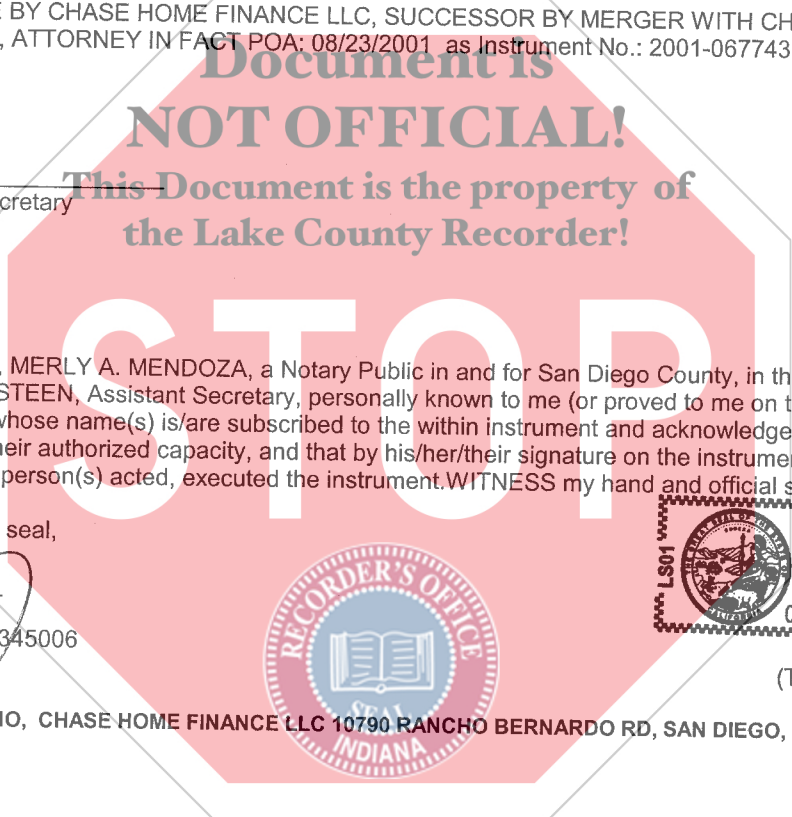 E BY CHASE HOME FINANCE LLC, SUCCESSOR BY MERGER WITH CH
, ATTORNEY IN FACT POA: 08/23/2001 as Instrument No.: 2001-067743
Document is
NOT OFFICIAL!
This Document is the property of
cretary
the Lake County Recorder!
STOP
, MERLY A. MENDOZA, a Notary Public in and for San Diego County, in th
STEEN, Assistant Secretary, personally known to me (or proved to me on t
whose name(s) is/are subscribed to the within instrument and acknowledge
heir authorized capacity, and that by his/her/their signature on the instrume
person(s) acted, executed the instrument.WITNESS my hand and official s
seal,
LS01
CALIFORNIA
345006
RECORDER'S OFFICE
SEAL
INDIANA
(T
IO, CHASE HOME FINANCE LLC 10790 RANCHO BERNARDO RD, SAN DIEGO,